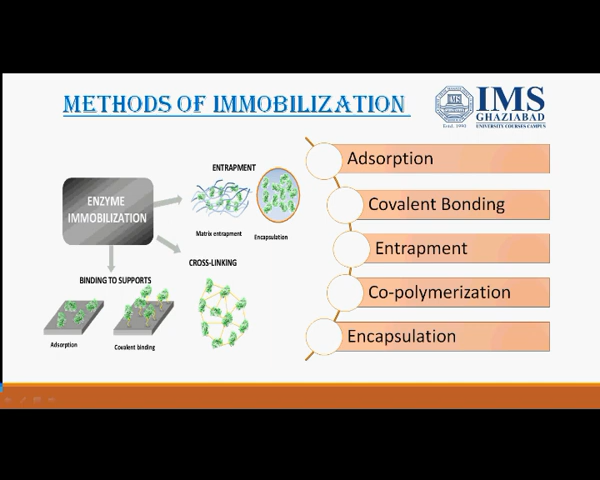 METHODS OF IMMOBILIZATION
IMS
GHAZIABAD
Estd. 1990
UNIVERSITY COURSES CAMPUS
ENZYME
IMMOBILIZATION
ENTRAPMENT
Matrix entrapment
Encapsulation
CROSS-LINKING
BINDING TO SUPPORTS
Adsorption
Covalent binding
Adsorption
Covalent Bonding
Entrapment
Co-polymerization
Encapsulation